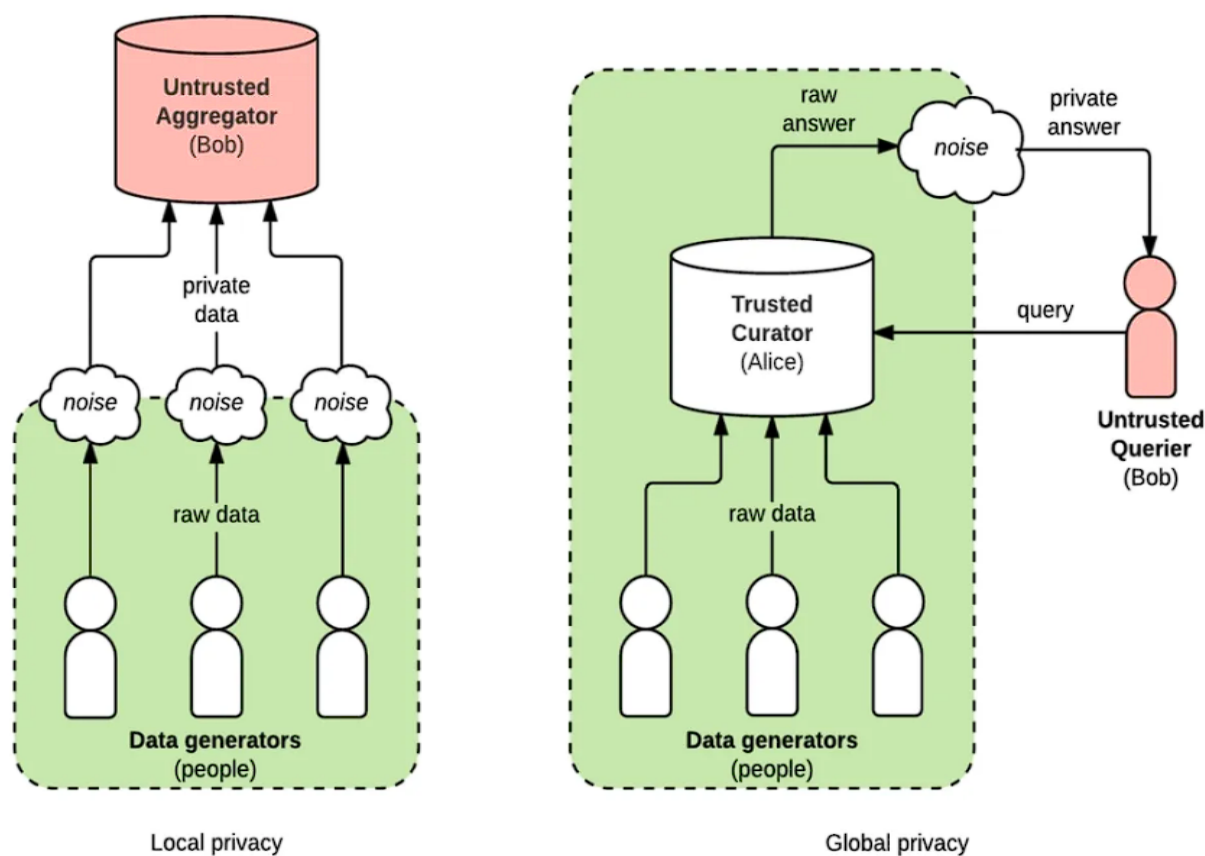 Untrusted
Aggregator
(Bob)
private
data
noise
noise
noise
raw data
Data generators
(people)
Local privacy
raw
answer
noise
private
answer
Trusted
Curator
(Alice)
query
Untrusted
Querier
(Bob)
raw data
Data generators
(people)
Global privacy